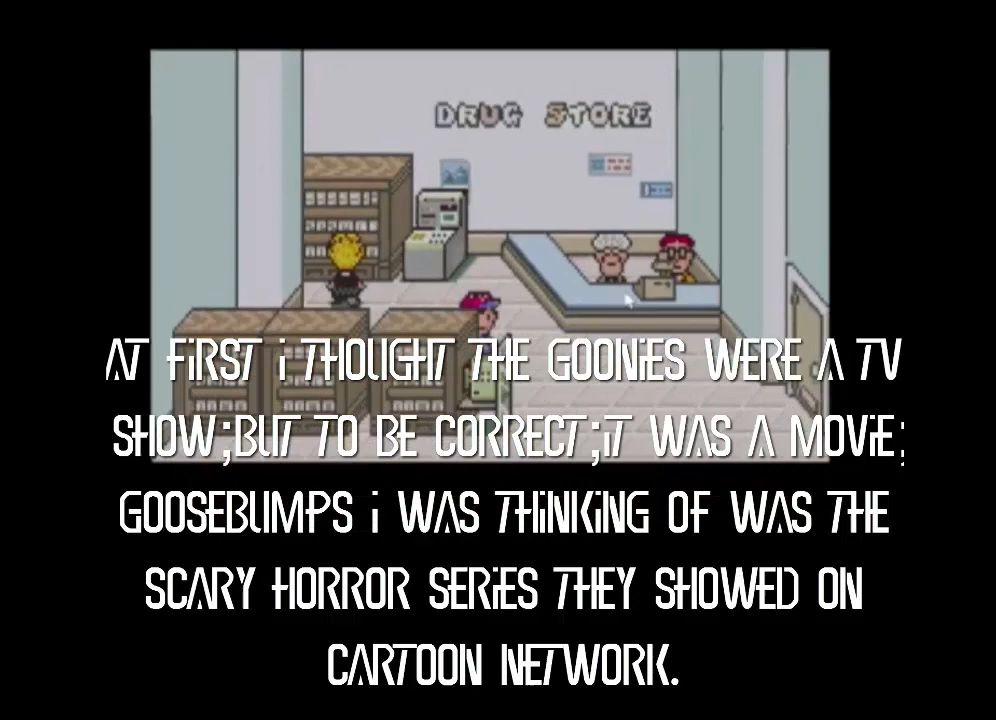 DRUG STORE
AT FiRST i THOUGHT THE GOONiES WERE A TV
SHOW;BUT TO BE CORRECT;iT WAS A MOViE;
GOOSEBUMPS i WAS THiNKiNG OF WAS THE
SCARY HORROR SERiES THEY SHOWED ON
CARTOON NETWORK.